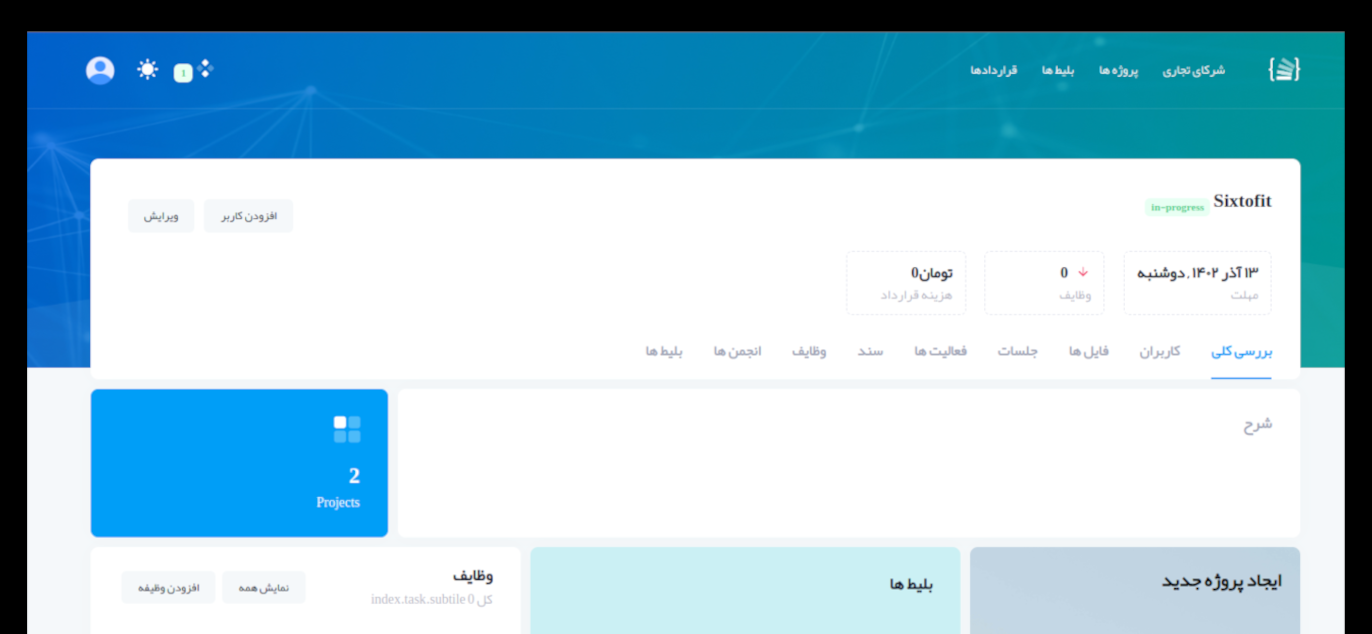 شرکای تجاری پروژه ها بلیط ها قراردادها
1
Sixtofit in-progress
افزودن کاربر ویرایش
۱۳ آذر ۱۴۰۲, دوشنبه
مهلت
0
وظایف
تومان0
هزینه قرارداد
بررسی کلی کاربران فایل ها جلسات فعالیت ها سند وظایف انجمن ها بلیط ها
شرح
2
Projects
ایجاد پروژه جدید
بلیط ها
وظایف
کل 0 index.task.subtile
نمایش همه افزودن وظیفه